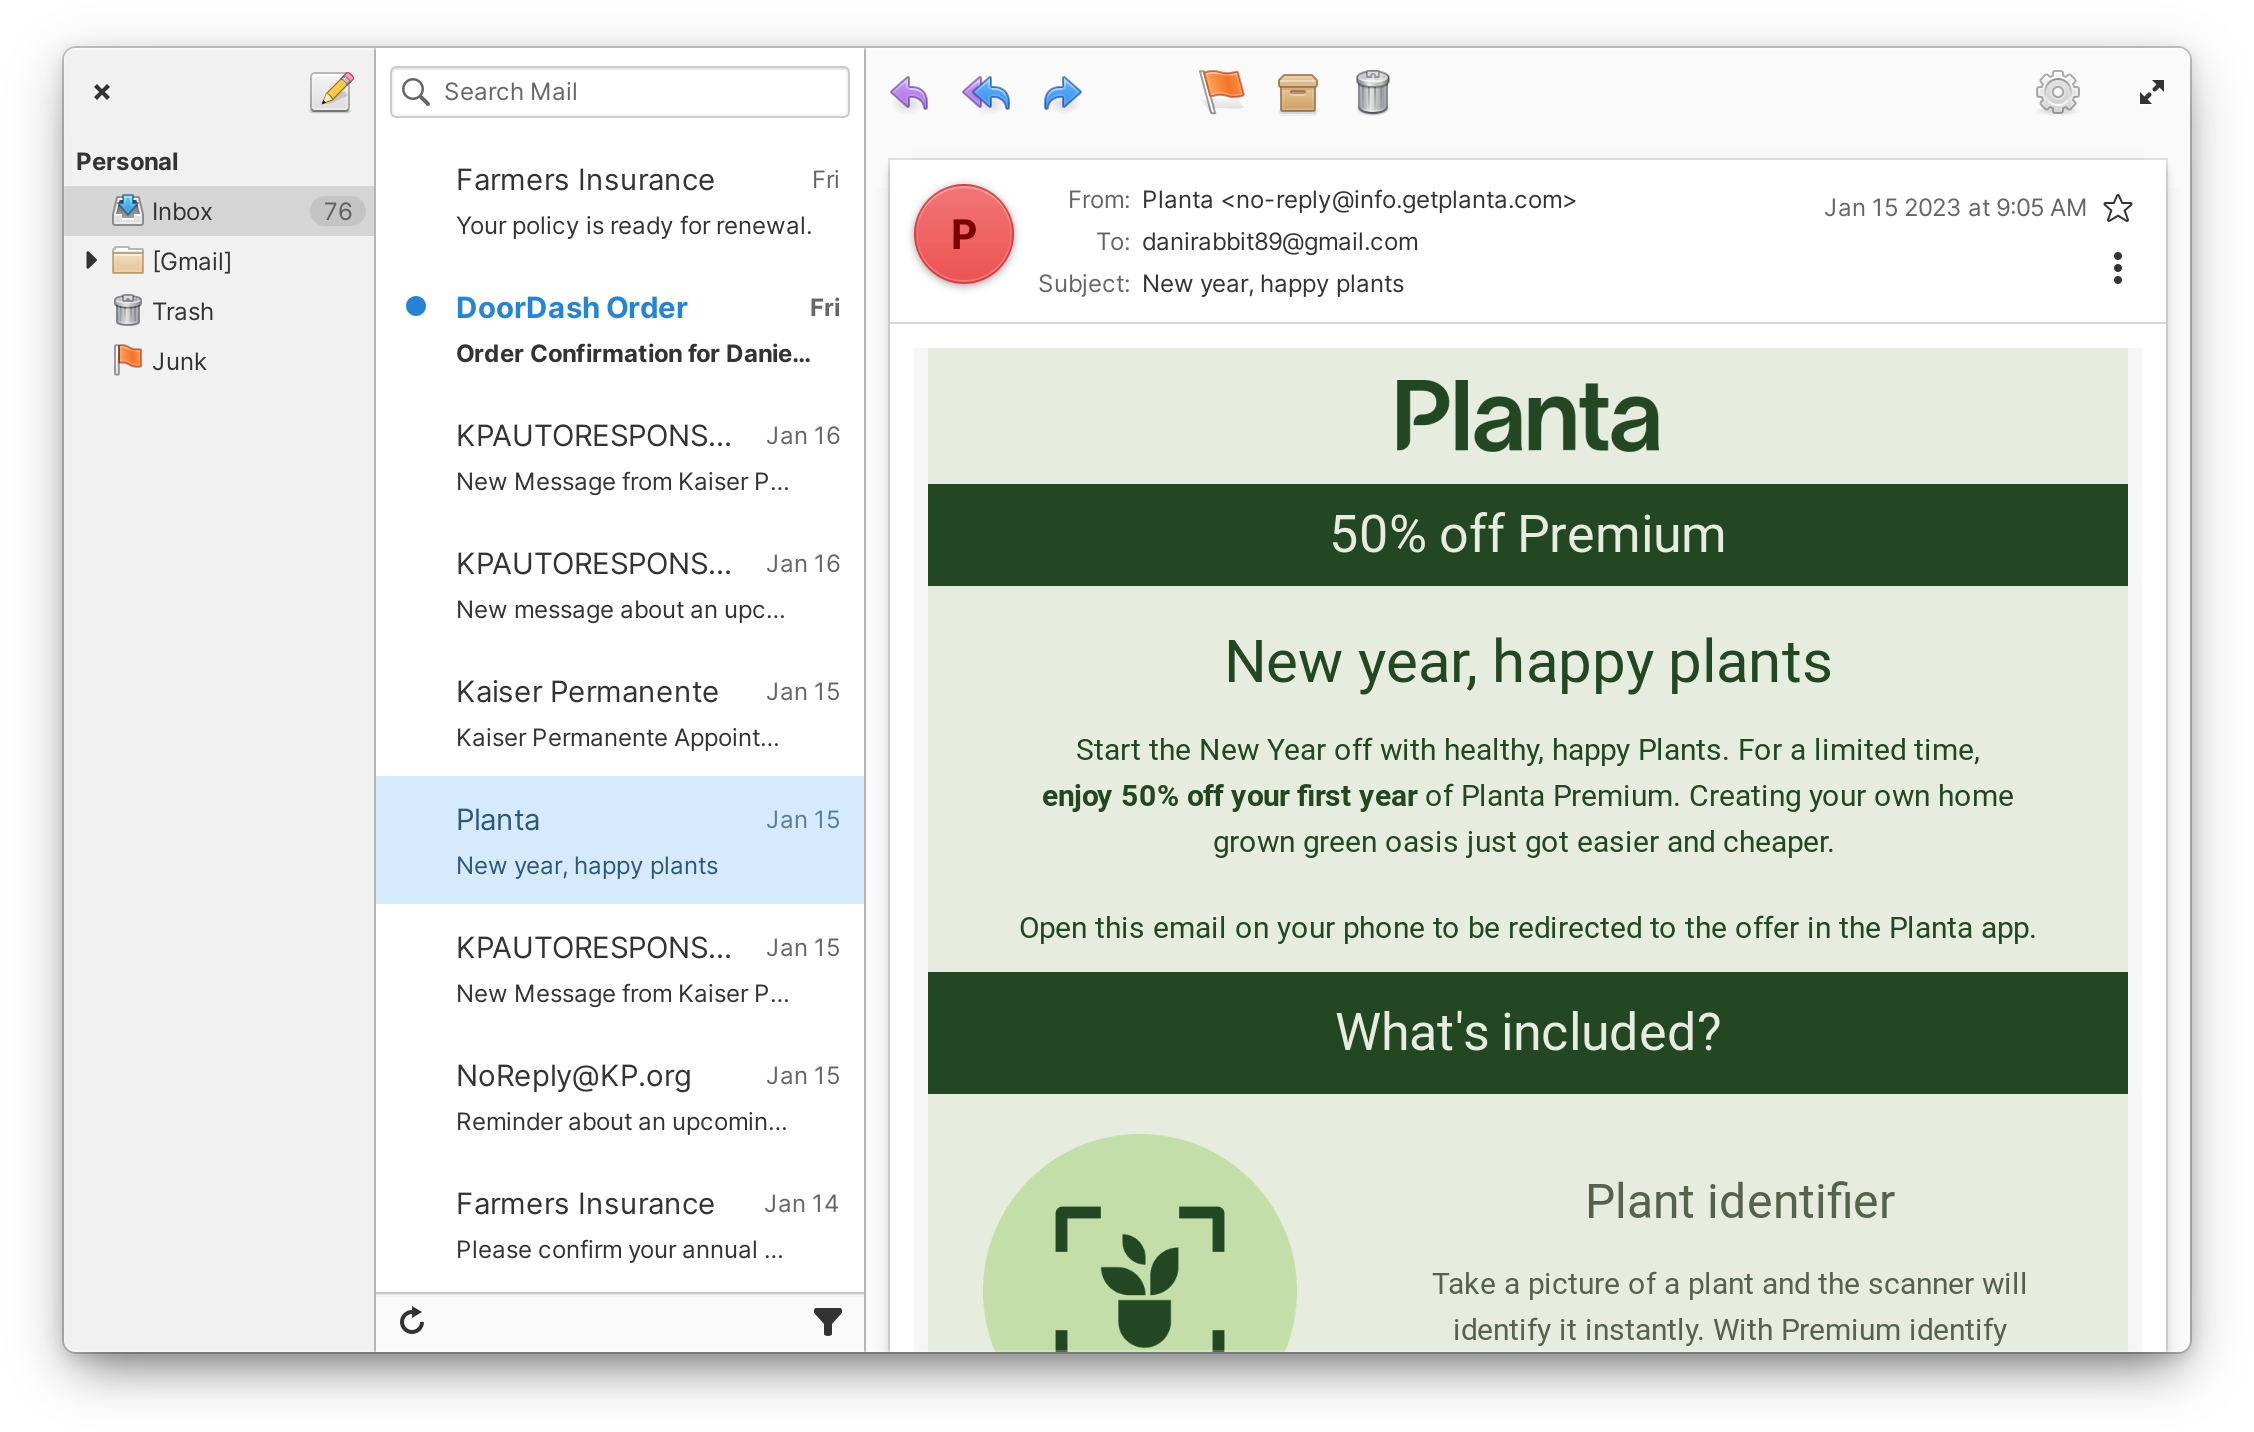 Personal
Inbox 76
[Gmail]
Trash
Junk
Search Mail
Farmers Insurance Fri
Your policy is ready for renewal.
DoorDash Order Fri
Order Confirmation for Danie...
KPAUTORESPONS... Jan 16
New Message from Kaiser P...
KPAUTORESPONS... Jan 16
New message about an upc...
Kaiser Permanente Jan 15
Kaiser Permanente Appoint...
Planta Jan 15
New year, happy plants
KPAUTORESPONS... Jan 15
New Message from Kaiser P...
NoReply@KP.org Jan 15
Reminder about an upcomin...
Farmers Insurance Jan 14
Please confirm your annual ...
P
From: Planta <no-reply@info.getplanta.com>
Jan 15 2023 at 9:05 AM
To: danirabbit89@gmail.com
Subject: New year, happy plants
Planta
50% off Premium
New year, happy plants
Start the New Year off with healthy, happy Plants. For a limited time,
enjoy 50% off your first year of Planta Premium. Creating your own home
grown green oasis just got easier and cheaper.
Open this email on your phone to be redirected to the offer in the Planta app.
What's included?
Plant identifier
Take a picture of a plant and the scanner will
identify it instantly. With Premium identify